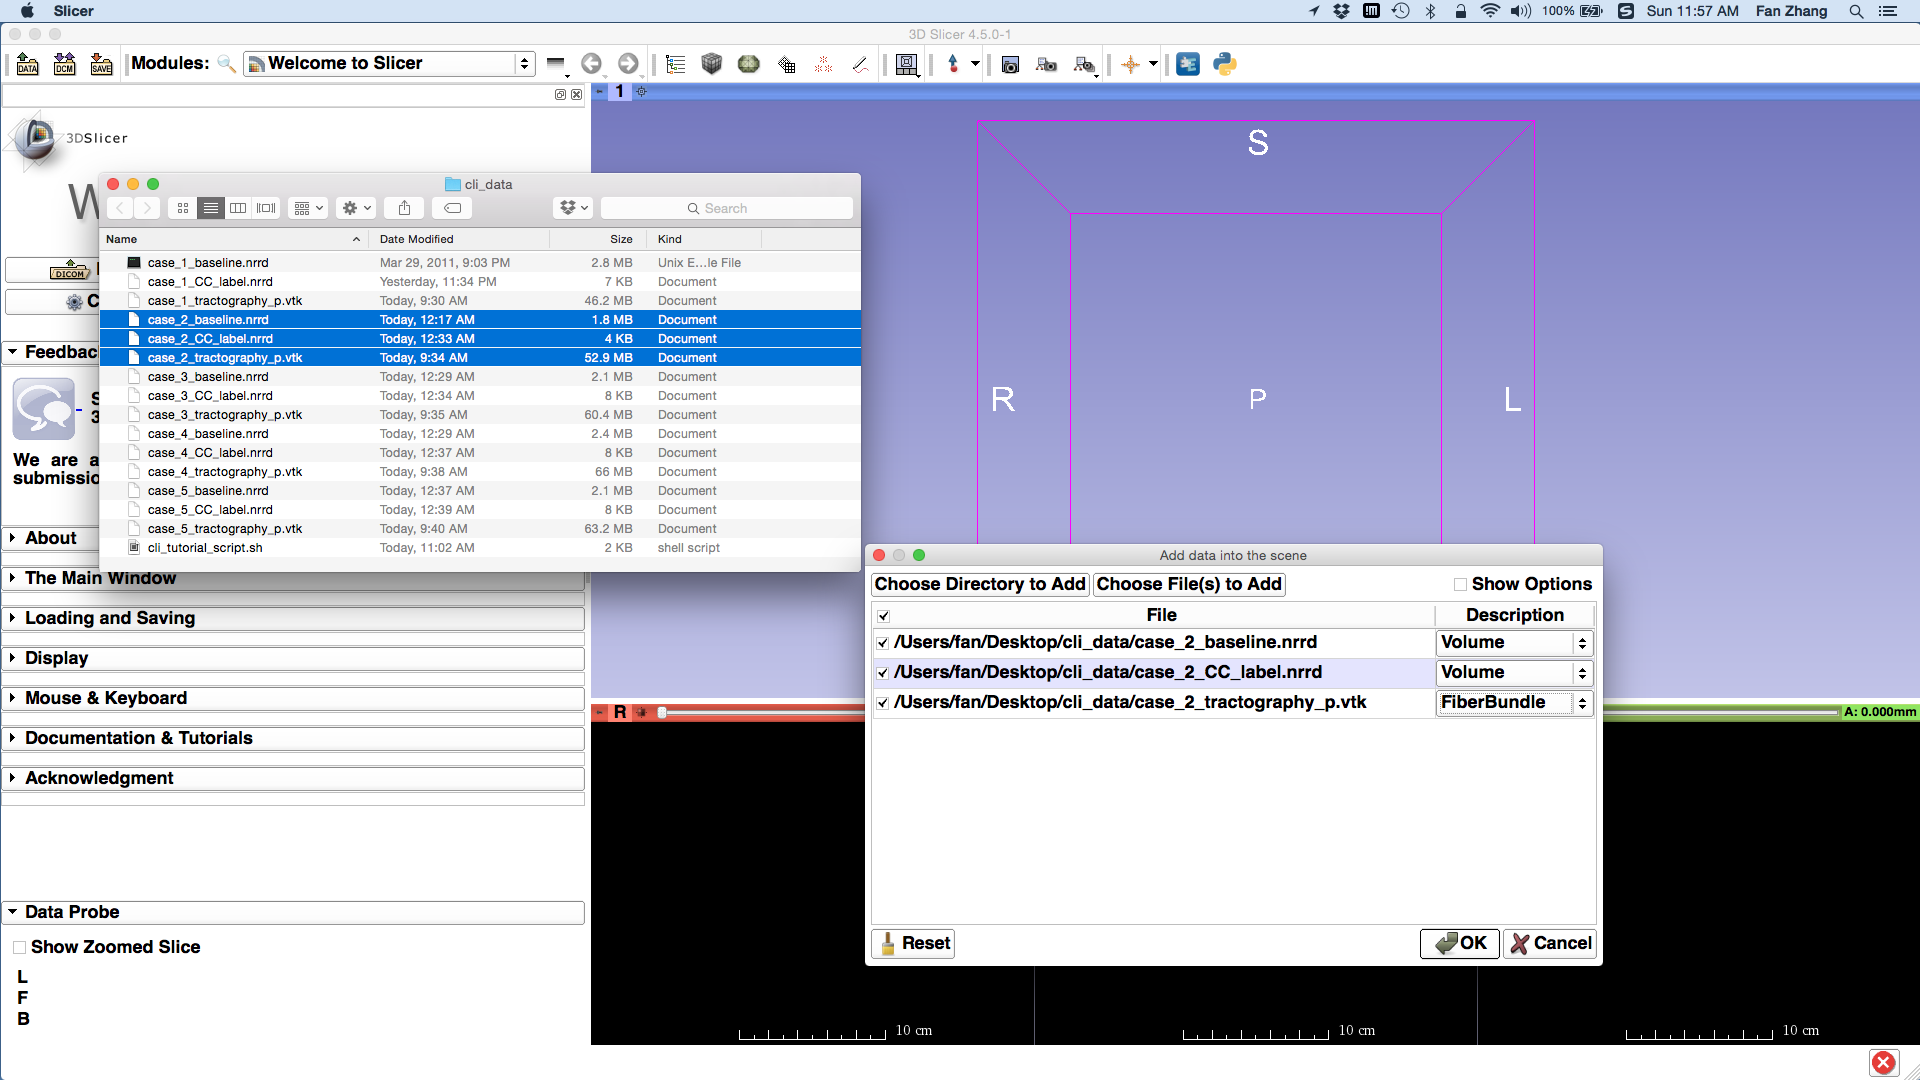 Slicer
100%
Sun 11:57 AM
Fan Zhang
3D Slicer 4.5.0-1
DATA
DCM
SAVE
Modules:
Welcome to Slicer
1
3DSlicer
W
cli_data
Search
Name Date Modified Size Kind
case_1_baseline.nrrd Mar 29, 2011, 9:03 PM 2.8 MB Unix E...le File
case_1_CC_label.nrrd Yesterday, 11:34 PM 7 KB Document
case_1_tractography_p.vtk Today, 9:30 AM 46.2 MB Document
case_2_baseline.nrrd Today, 12:17 AM 1.8 MB Document
case_2_CC_label.nrrd Today, 12:33 AM 4 KB Document
case_2_tractography_p.vtk Today, 9:34 AM 52.9 MB Document
case_3_baseline.nrrd Today, 12:29 AM 2.1 MB Document
case_3_CC_label.nrrd Today, 12:34 AM 8 KB Document
case_3_tractography_p.vtk Today, 9:35 AM 60.4 MB Document
case_4_baseline.nrrd Today, 12:29 AM 2.4 MB Document
case_4_CC_label.nrrd Today, 12:37 AM 8 KB Document
case_4_tractography_p.vtk Today, 9:38 AM 66 MB Document
case_5_baseline.nrrd Today, 12:37 AM 2.1 MB Document
case_5_CC_label.nrrd Today, 12:39 AM 8 KB Document
case_5_tractography_p.vtk Today, 9:40 AM 63.2 MB Document
cli_tutorial_script.sh Today, 11:02 AM 2 KB shell script
DICOM
C
Feedbac
S
3
We are a
submissio
About
The Main Window
Loading and Saving
Display
Mouse & Keyboard
Documentation & Tutorials
Acknowledgment
Data Probe
Show Zoomed Slice
L
F
B
S
R
P
L
Add data into the scene
Choose Directory to Add
Choose File(s) to Add
Show Options
File Description
/Users/fan/Desktop/cli_data/case_2_baseline.nrrd Volume
/Users/fan/Desktop/cli_data/case_2_CC_label.nrrd Volume
/Users/fan/Desktop/cli_data/case_2_tractography_p.vtk FiberBundle
Reset
OK
Cancel
R
A: 0.000mm
10 cm
10 cm
10 cm